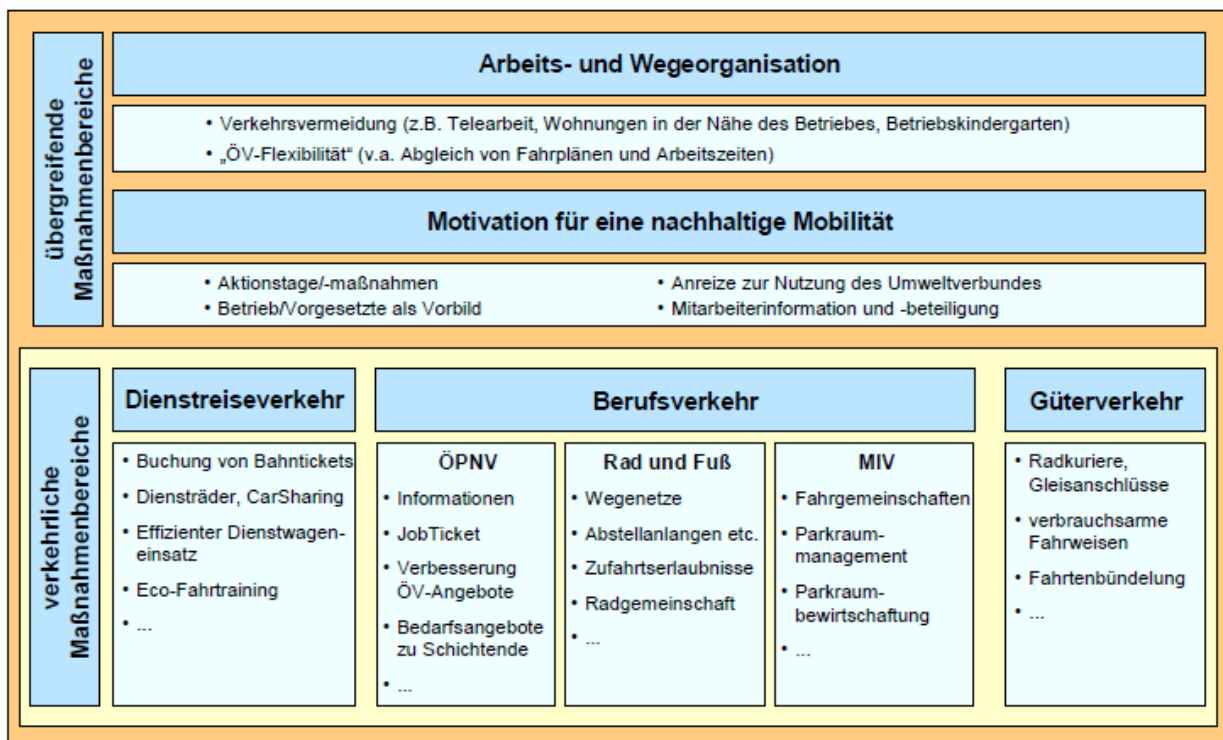 übergreifende
Maßnahmenbereiche
Arbeits- und Wegeorganisation
• Verkehrsvermeidung (z.B. Telearbeit, Wohnungen in der Nähe des Betriebes, Betriebskindergarten)
• „ÖV-Flexibilität“ (v.a. Abgleich von Fahrplänen und Arbeitszeiten)
Motivation für eine nachhaltige Mobilität
• Aktionstage/-maßnahmen
• Betrieb/Vorgesetzte als Vorbild
• Anreize zur Nutzung des Umweltverbundes
• Mitarbeiterinformation und -beteiligung
verkehrliche
Maßnahmenbereiche
Dienstreiseverkehr
• Buchung von Bahntickets
• Diensträder, CarSharing
• Effizienter Dienstwagen-
einsatz
• Eco-Fahrtraining
• ...
Berufsverkehr
ÖPNV
• Informationen
• JobTicket
• Verbesserung
ÖV-Angebote
• Bedarfsangebote
zu Schichtende
• ...
Rad und Fuß
• Wegenetze
• Abstellanlangen etc.
• Zufahrtserlaubnisse
• Radgemeinschaft
• ...
MIV
• Fahrgemeinschaften
• Parkraum-
management
• Parkraum-
bewirtschaftung
• ...
Güterverkehr
• Radkuriere,
Gleisanschlüsse
• verbrauchsarme
Fahrweisen
• Fahrtenbündelung
• ...